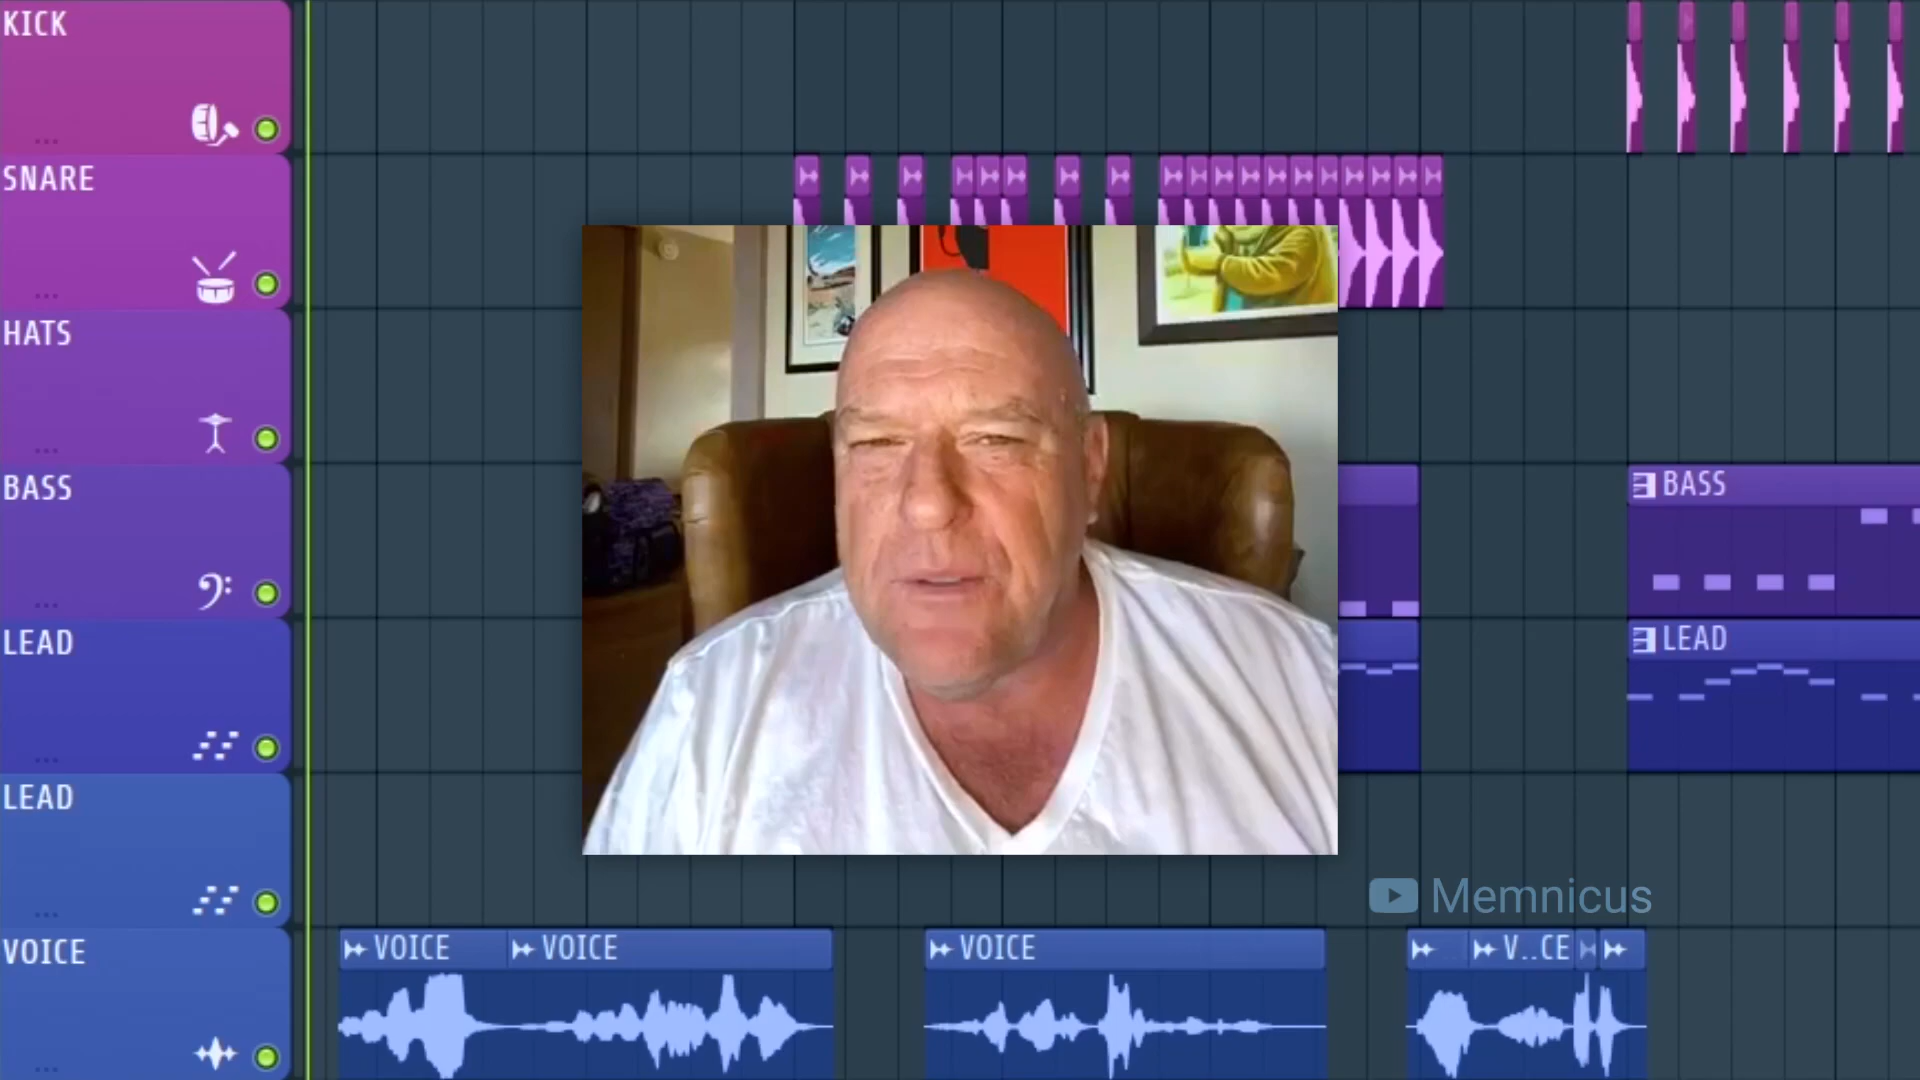 KICK
SNARE
HATS
BASS
BASS
LEAD
LEAD
LEAD
Memnicus
VOICE
VOICE
VOICE
VOICE
V..CE